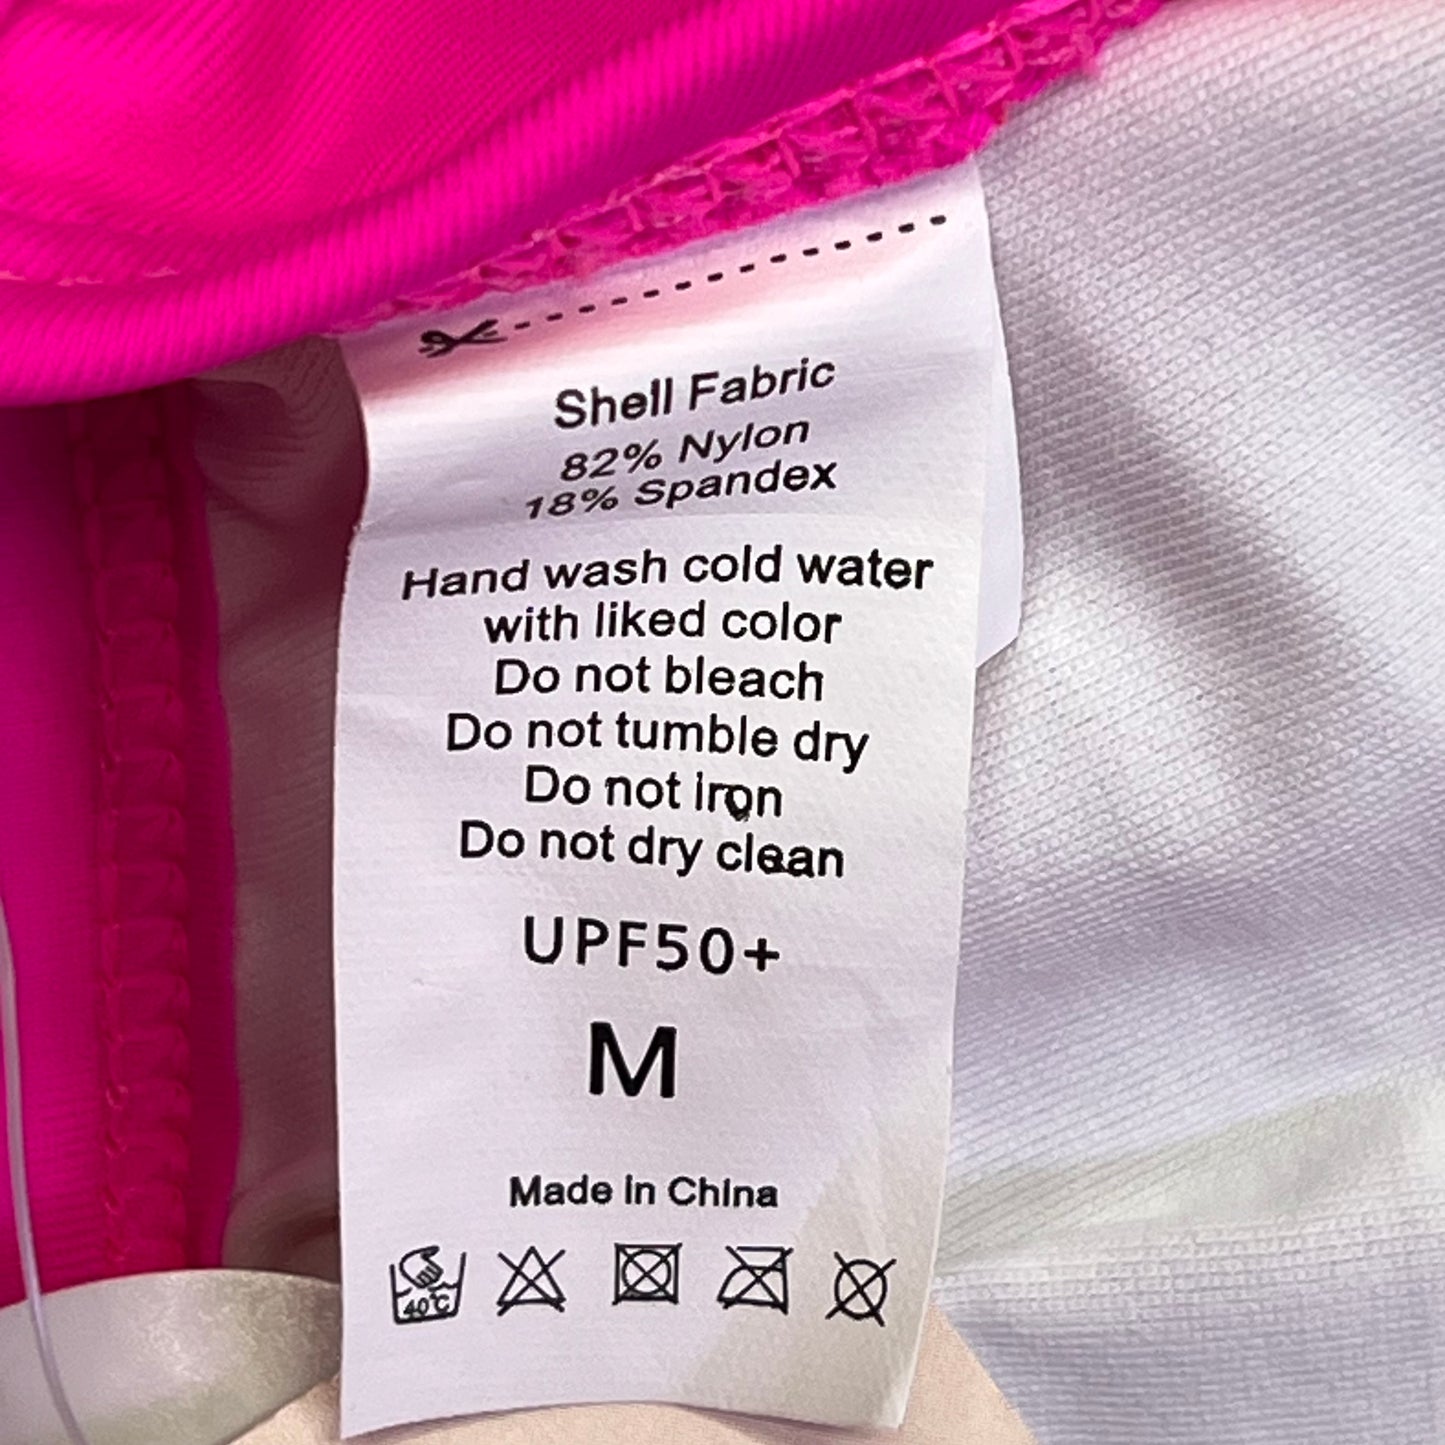 Shell Fabric
82% Nylon
18% Spandex
Hand wash cold water
with liked color
Do not bleach
Do not tumble dry
Do not iron
Do not dry clean
UPF50+
M
Made in China
40°C